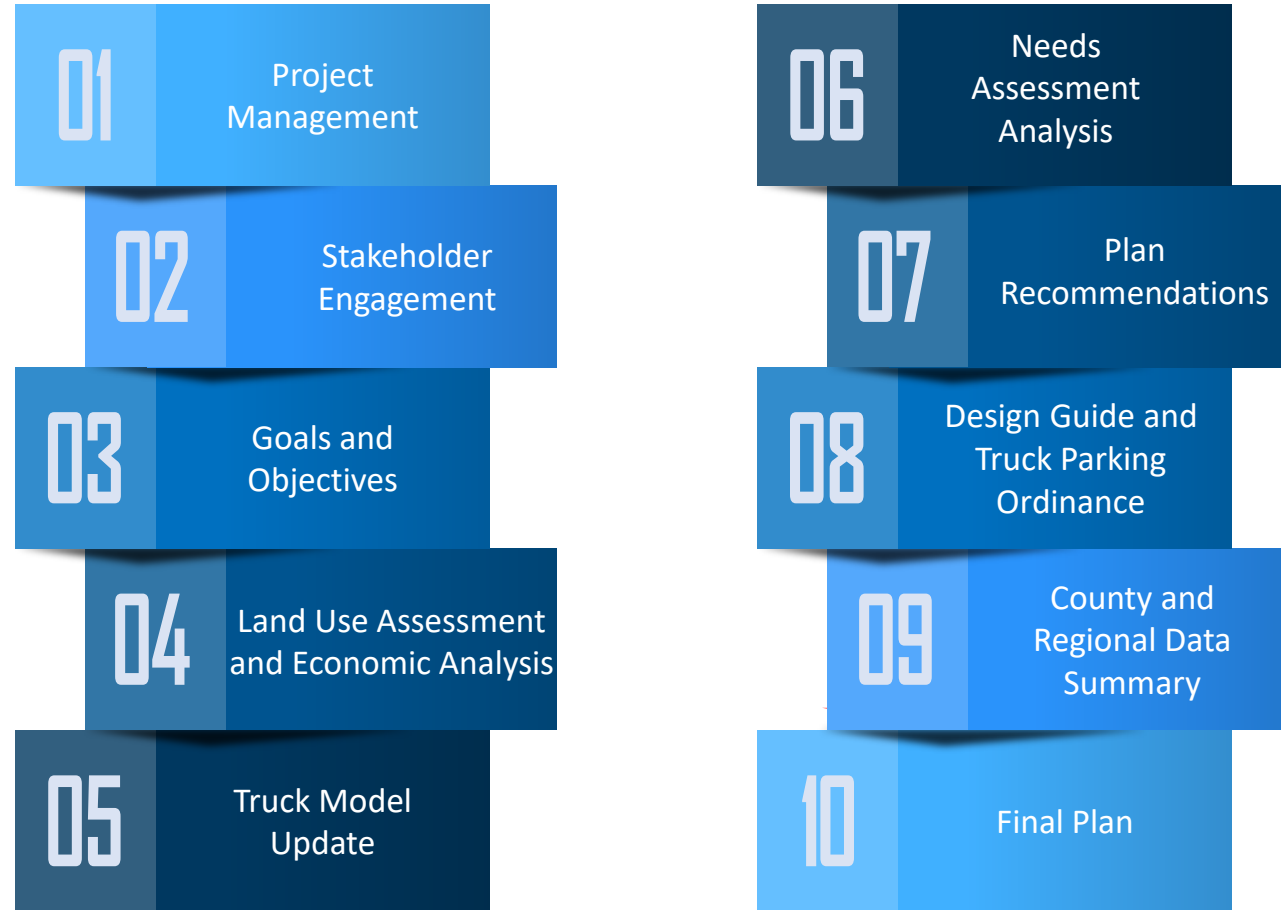 01
Project
Management
02
Stakeholder
Engagement
03
Goals and
Objectives
04
Land Use Assessment
and Economic Analysis
05
Truck Model
Update
06
Needs
Assessment
Analysis
07
Plan
Recommendations
08
Design Guide and
Truck Parking
Ordinance
09
County and
Regional Data
Summary
10
Final Plan